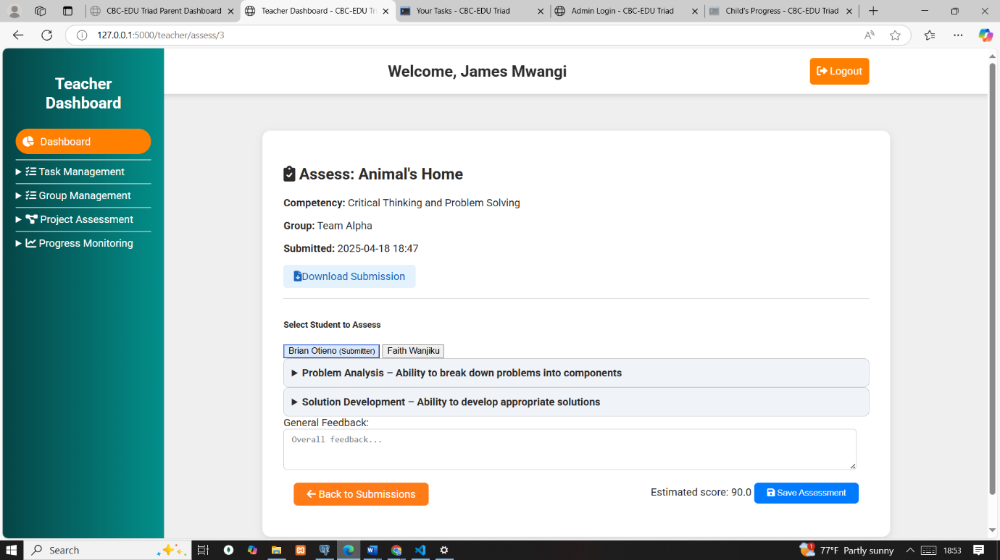 CBC-EDU Triad Parent Dashboard
Teacher Dashboard - CBC-EDU Tri
Your Tasks - CBC-EDU Triad
Admin Login - CBC-EDU Triad
Child's Progress - CBC-EDU Triad
127.0.0.1:5000/teacher/assess/3
Teacher
Dashboard
Dashboard
Task Management
Group Management
Project Assessment
Progress Monitoring
Welcome, James Mwangi
Logout
Assess: Animal's Home
Competency: Critical Thinking and Problem Solving
Group: Team Alpha
Submitted: 2025-04-18 18:47
Download Submission
Select Student to Assess
Brian Otieno (Submitter) Faith Wanjiku
Problem Analysis – Ability to break down problems into components
Solution Development – Ability to develop appropriate solutions
General Feedback:
Overall feedback...
Back to Submissions
Estimated score: 90.0 Save Assessment
Search
1
77°F Partly sunny
18:53